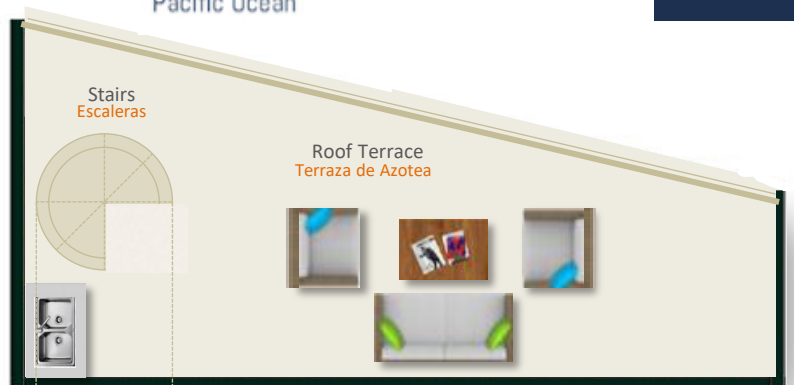 Pacific Ocean
Stairs
Escaleras
Roof Terrace
Terraza de Azotea